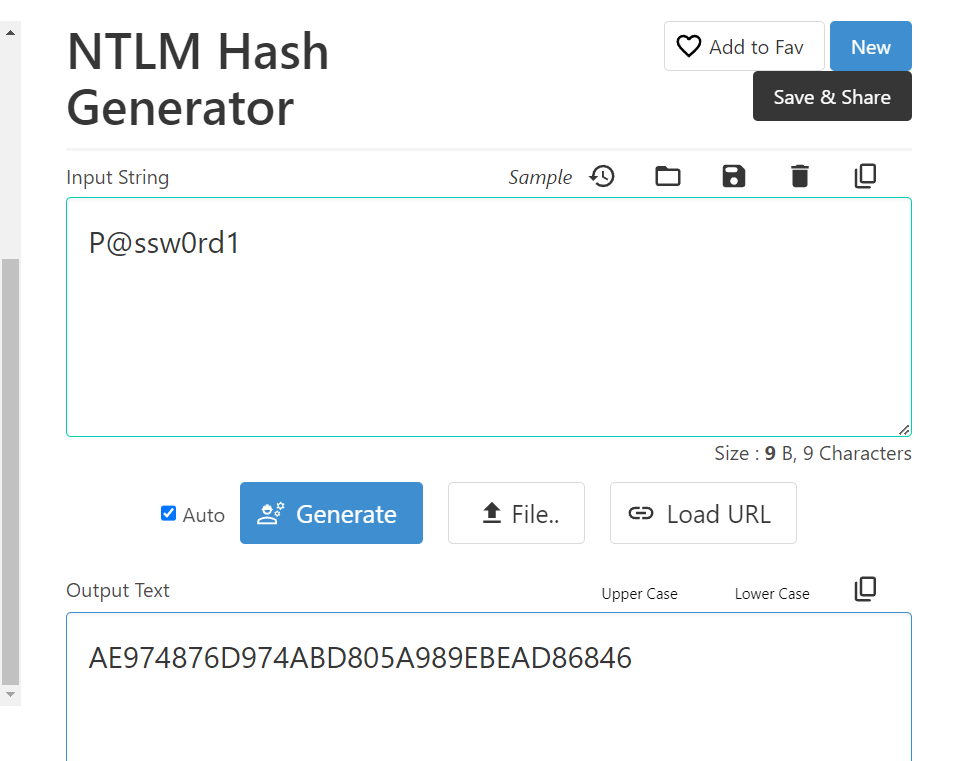 NTLM Hash
Generator
Add to Fav
New
Save & Share
Input String
Sample
P@ssw0rd1
Size : 9 B, 9 Characters
Auto
Generate
File..
Load URL
Output Text
Upper Case
Lower Case
AE974876D974ABD805A989EBEAD86846